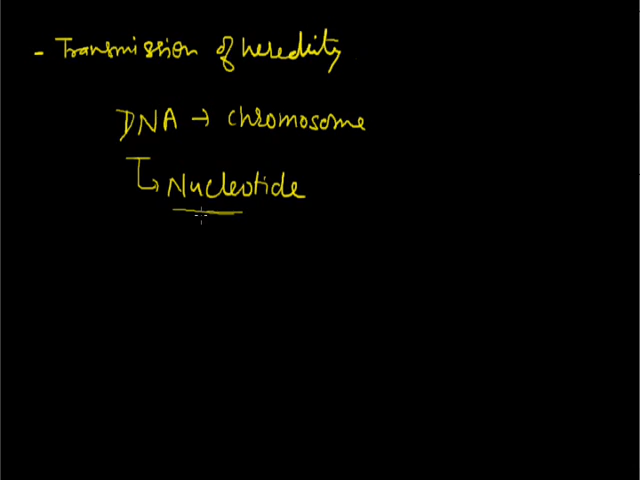 - Transmission of heredity
DNA → chromosome
↳ Nucleotide